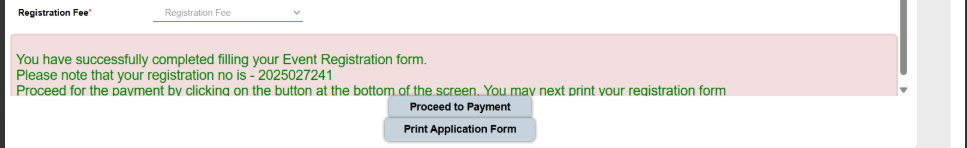 Registration Fee* Registration Fee
You have successfully completed filling your Event Registration form.
Please note that your registration no is - 2025027241
Proceed for the payment by clicking on the button at the bottom of the screen. You may next print your registration form
Proceed to Payment
Print Application Form